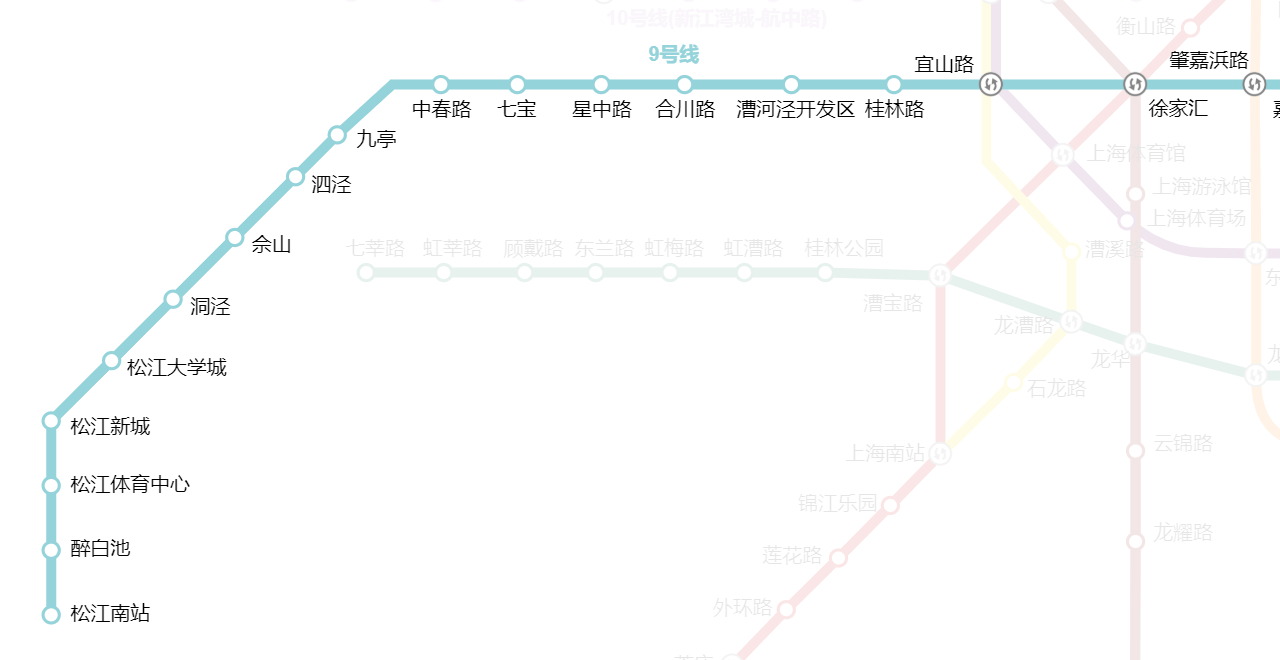 10号线(新江湾城-航中路)
衡山路
9号线
宜山路
肇嘉浜路
中春路
七宝
星中路
合川路
漕河泾开发区
桂林路
徐家汇
九亭
上海体育馆
泗泾
上海游泳馆
上海体育场
佘山
七莘路
虹莘路
顾戴路
东兰路
虹梅路
虹漕路
桂林公园
漕溪路
洞泾
漕宝路
龙漕路
龙华
松江大学城
石龙路
松江新城
云锦路
上海南站
松江体育中心
锦江乐园
龙耀路
醉白池
莲花路
外环路
松江南站